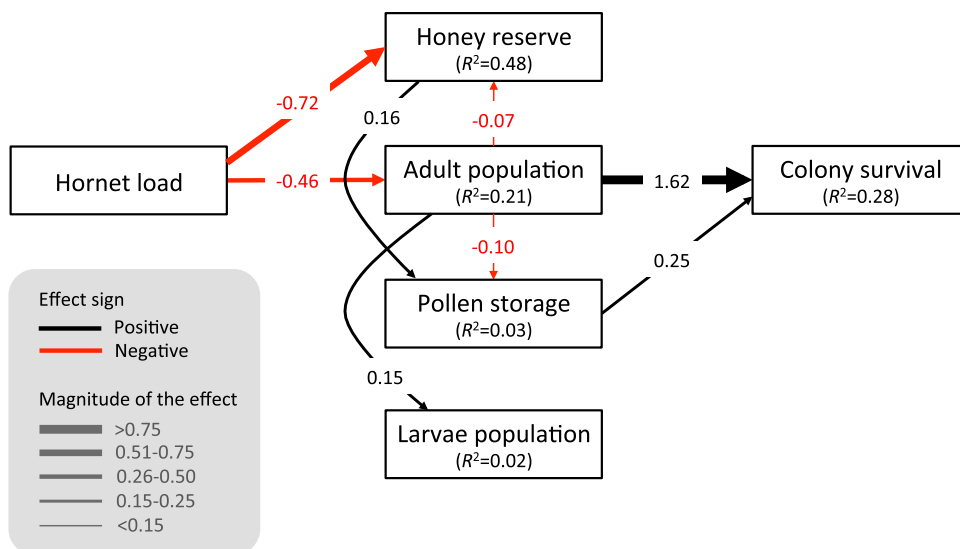 Honey reserve
(R²=0.48)
-0.72
0.16
-0.07
Hornet load
-0.46
Adult population
(R²=0.21)
1.62
Colony survival
(R²=0.28)
-0.10
0.25
Pollen storage
(R²=0.03)
0.15
Larvae population
(R²=0.02)
Effect sign
Positive
Negative
Magnitude of the effect
>0.75
0.51-0.75
0.26-0.50
0.15-0.25
<0.15